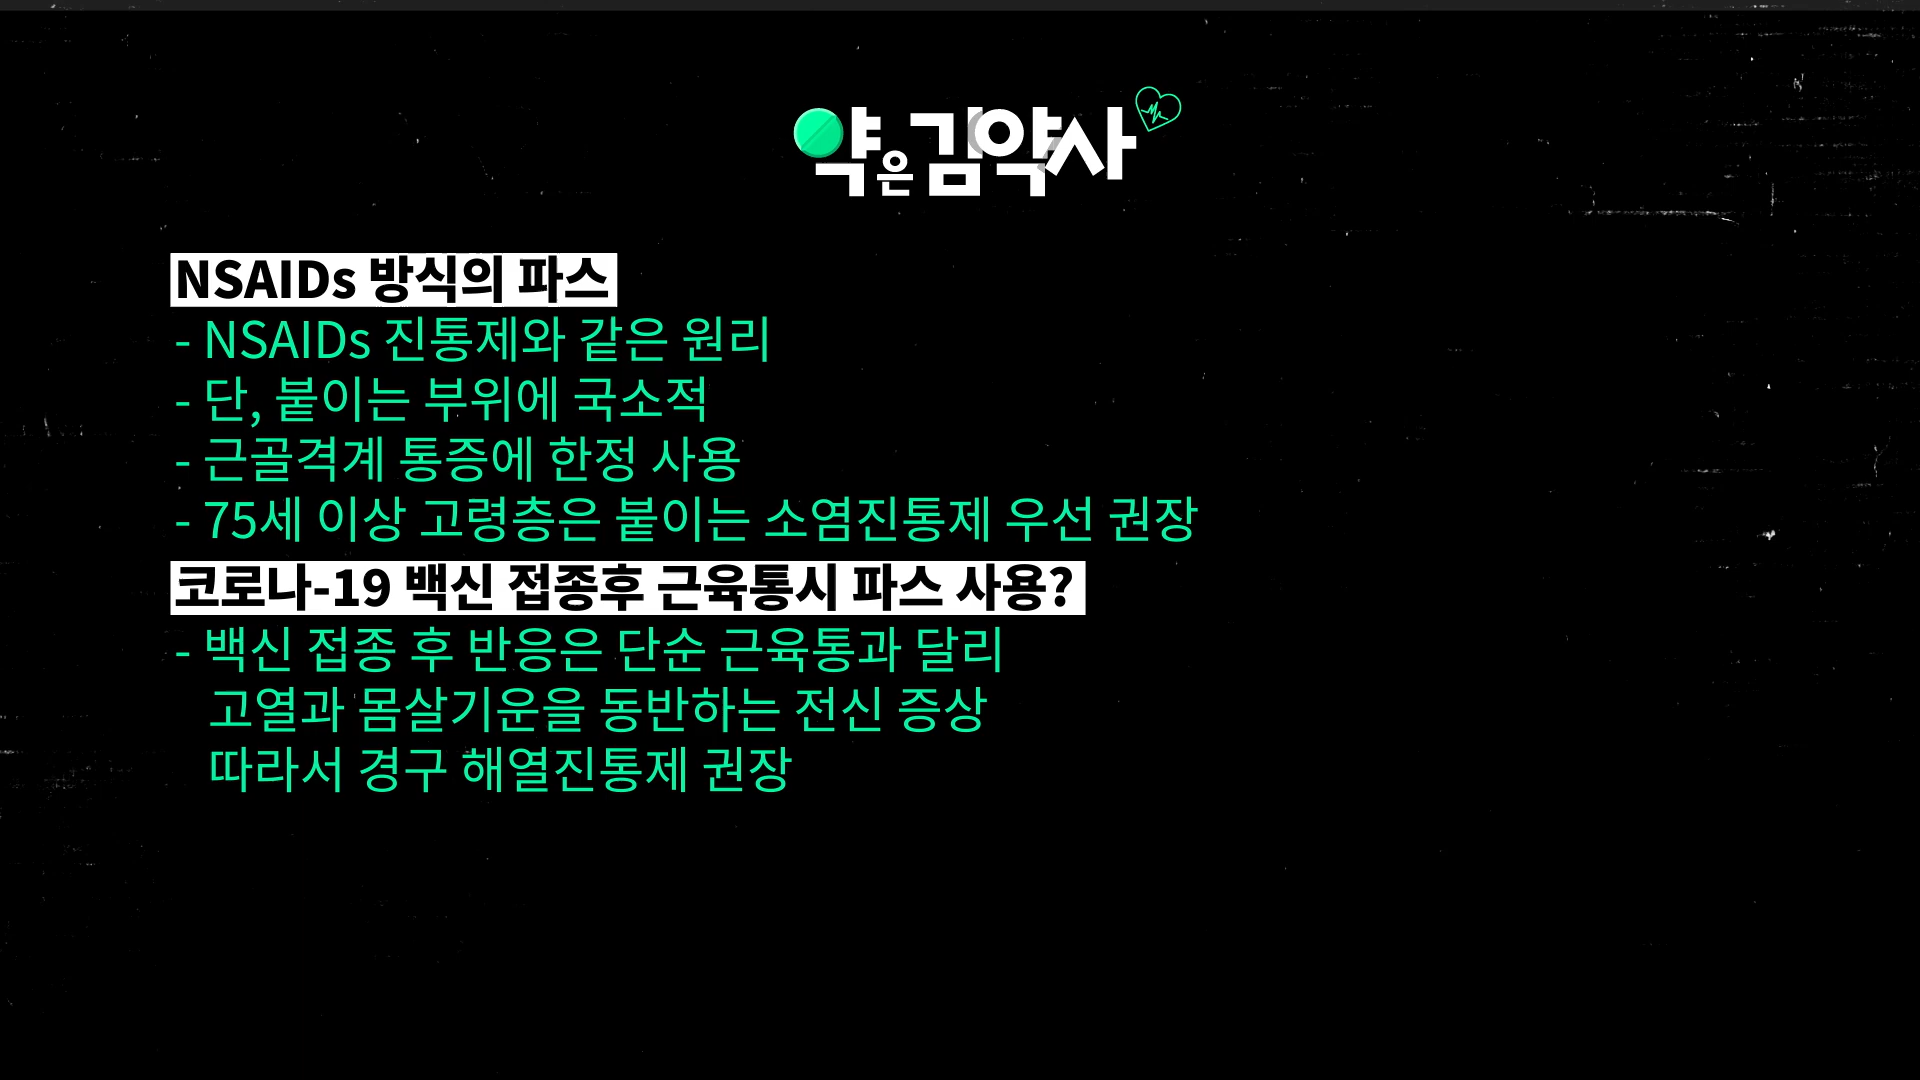 약은 김약사
NSAIDs 방식의 파스
- NSAIDs 진통제와 같은 원리
- 단, 붙이는 부위에 국소적
- 근골격계 통증에 한정 사용
- 75세 이상 고령층은 붙이는 소염진통제 우선 권장
코로나-19 백신 접종후 근육통시 파스 사용?
- 백신 접종 후 반응은 단순 근육통과 달리
고열과 몸살기운을 동반하는 전신 증상
따라서 경구 해열진통제 권장